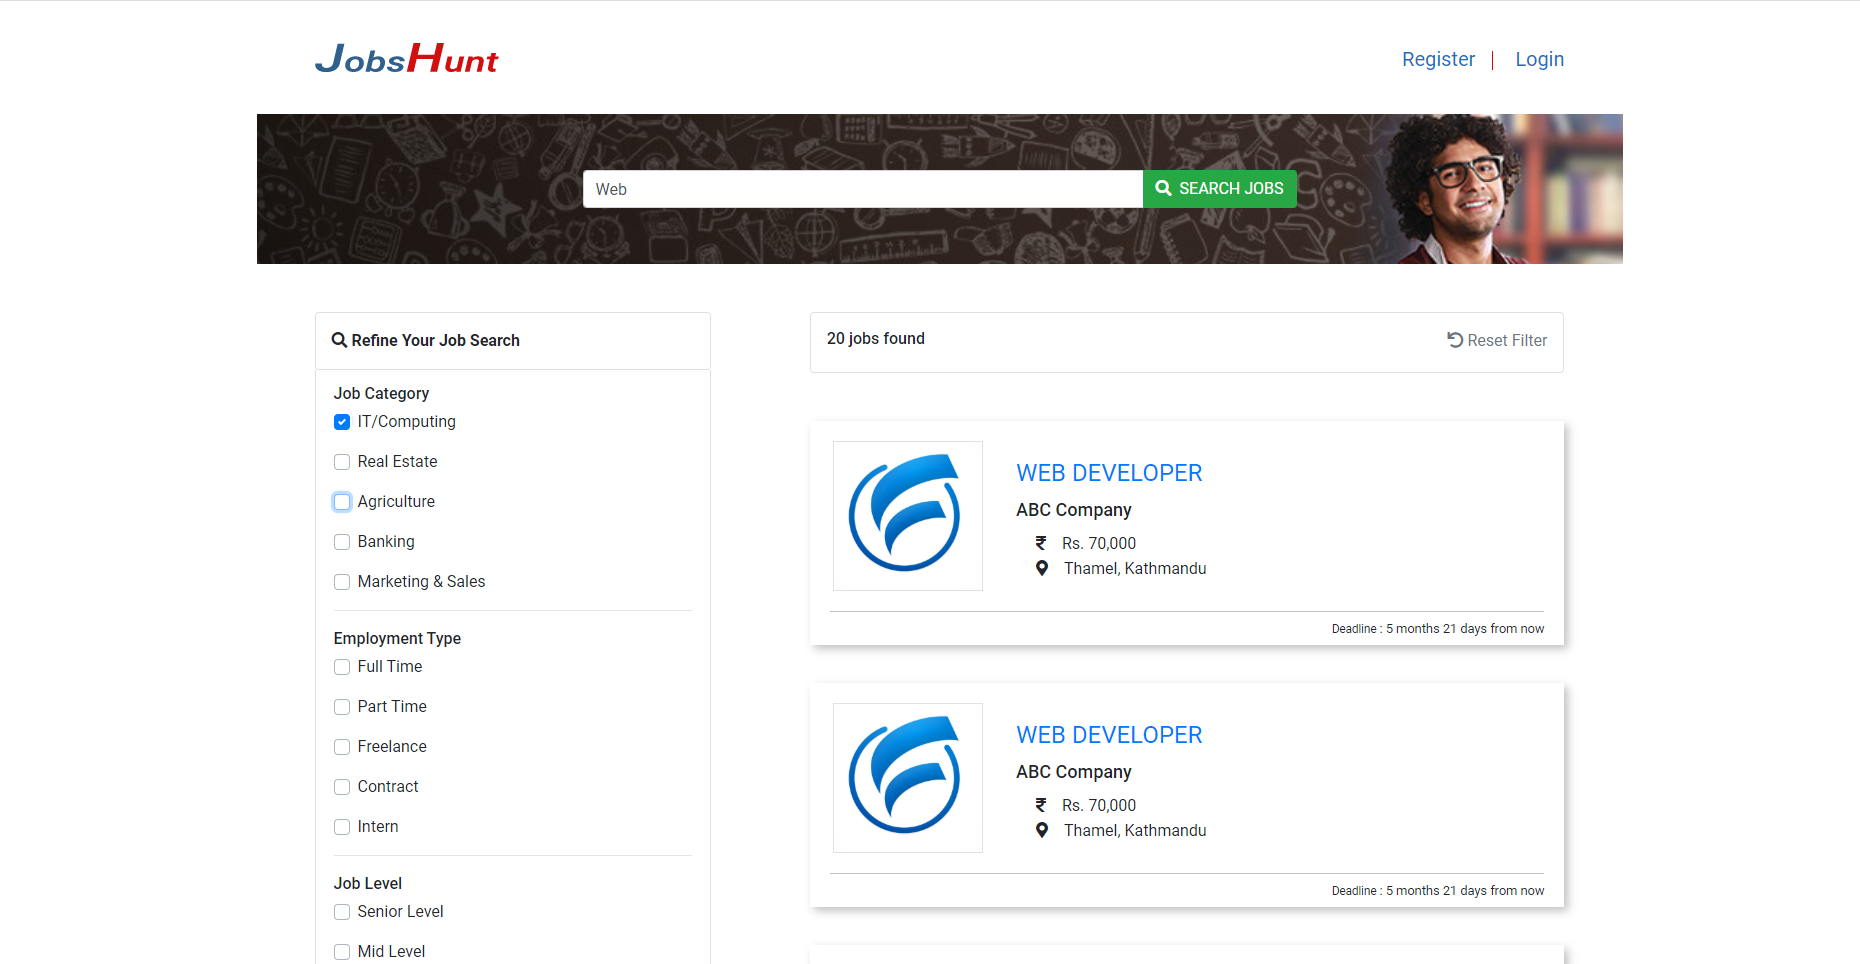 JobsHunt
Register | Login
Web
SEARCH JOBS
Refine Your Job Search
Job Category
IT/Computing
Real Estate
Agriculture
Banking
Marketing & Sales
Employment Type
Full Time
Part Time
Freelance
Contract
Intern
Job Level
Senior Level
Mid Level
20 jobs found
Reset Filter
WEB DEVELOPER
ABC Company
Rs. 70,000
Thamel, Kathmandu
Deadline : 5 months 21 days from now
WEB DEVELOPER
ABC Company
Rs. 70,000
Thamel, Kathmandu
Deadline : 5 months 21 days from now